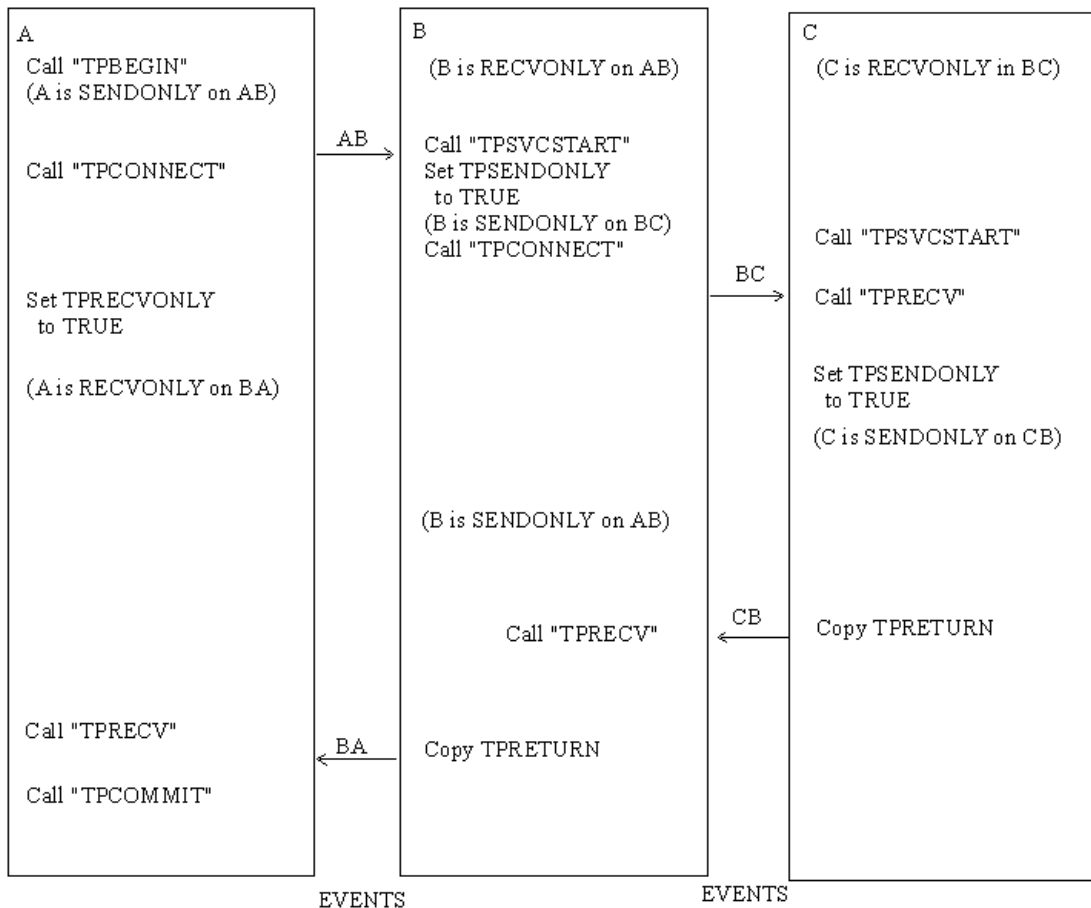 A
Call "TPBEGIN"
(A is SENDONLY on AB)
Call "TPCONNECT"
Set TPRECVONLY
to TRUE
(A is RECVONLY on BA)
Call "TPRECV"
Call "TPCOMMIT"
AB
BA
EVENTS
B
(B is RECVONLY on AB)
Call "TPSVCSTART"
Set TPSENDONLY
to TRUE
(B is SENDONLY on BC)
Call "TPCONNECT"
(B is SENDONLY on AB)
Call "TPRECV"
Copy TPRETURN
BC
CB
EVENTS
C
(C is RECVONLY in BC)
Call "TPSVCSTART"
Call "TPRECV"
Set TPSENDONLY
to TRUE
(C is SENDONLY on CB)
Copy TPRETURN